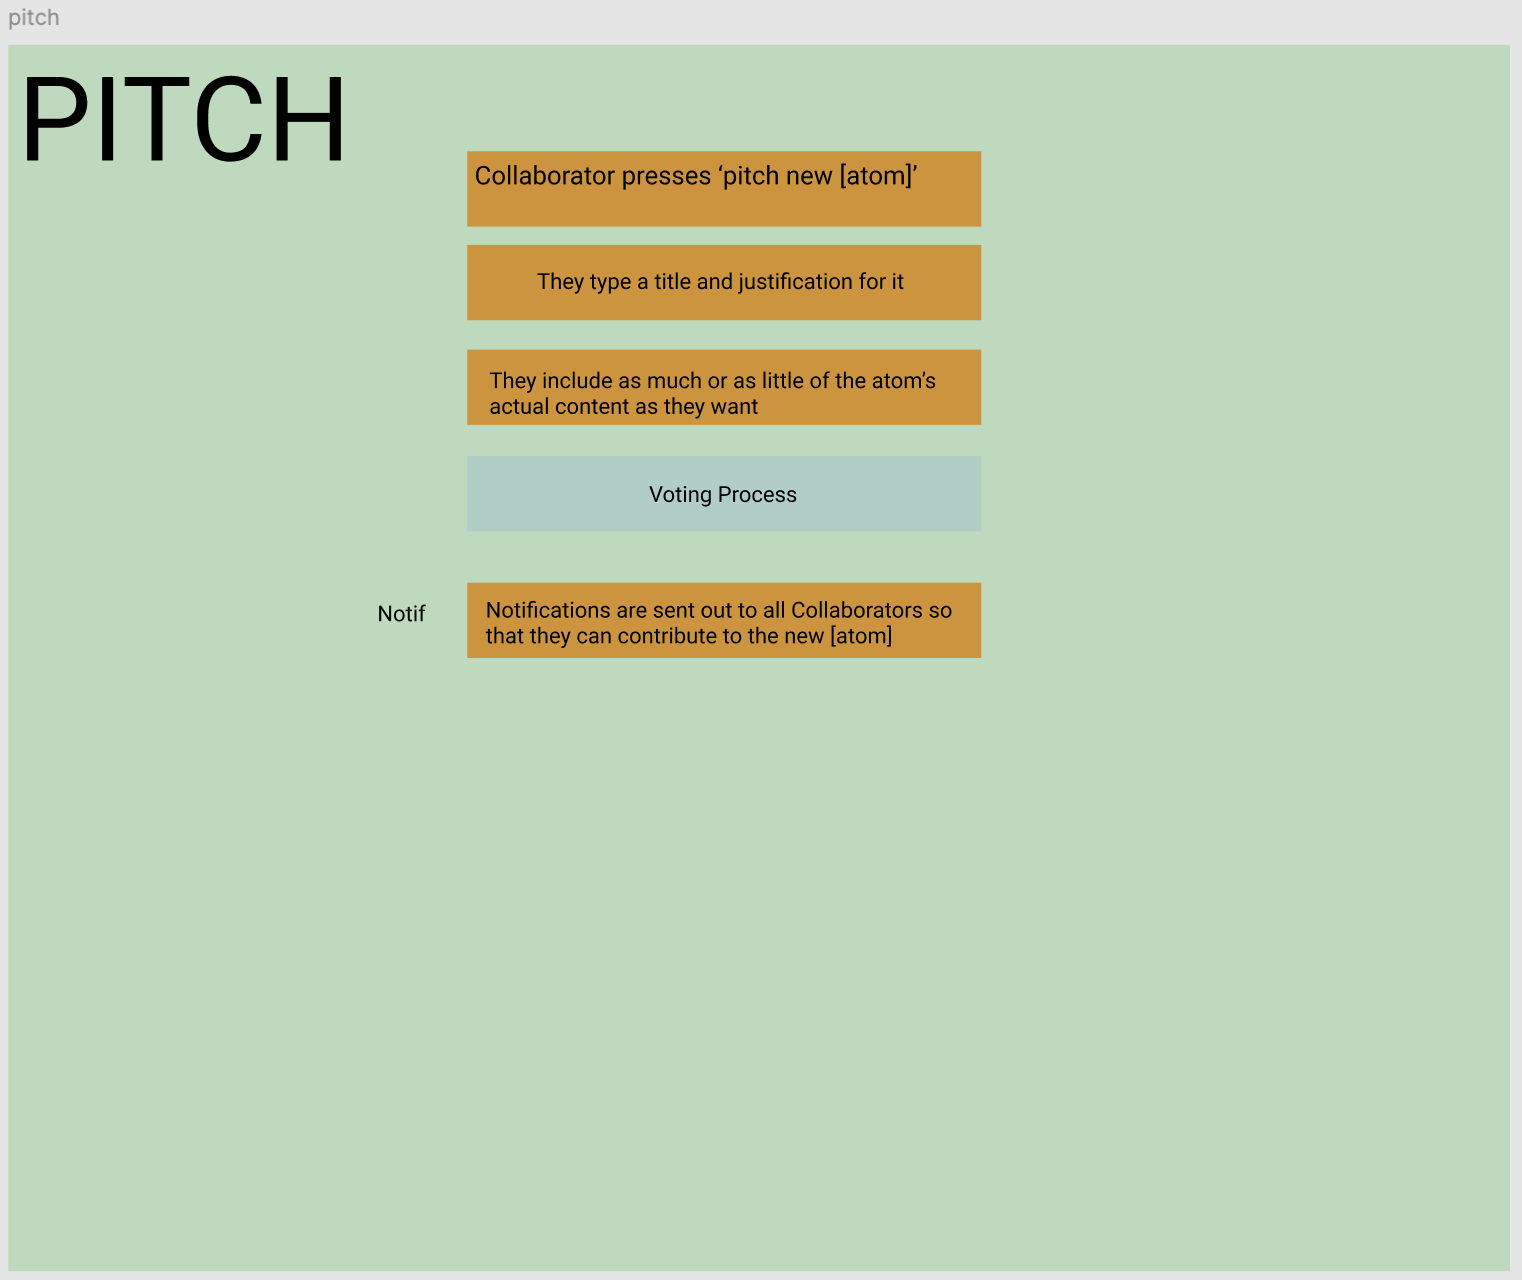 pitch
PITCH
Collaborator presses ‘pitch new [atom]’
They type a title and justification for it
They include as much or as little of the atom’s
actual content as they want
Voting Process
Notif
Notifications are sent out to all Collaborators so
that they can contribute to the new [atom]